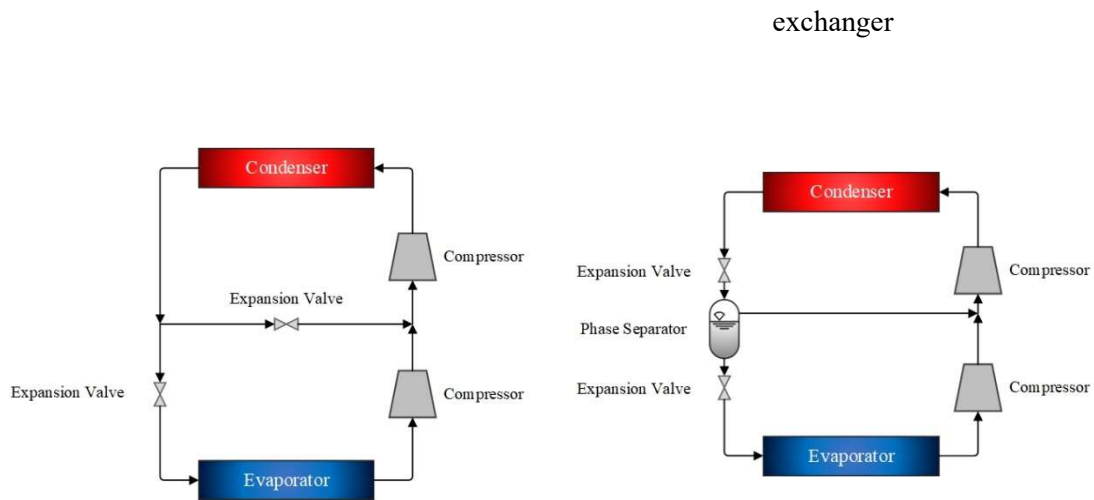 exchanger
Condenser
Compressor
Expansion Valve
Expansion Valve
Compressor
Evaporator
Condenser
Expansion Valve
Compressor
Phase Separator
Expansion Valve
Compressor
Evaporator